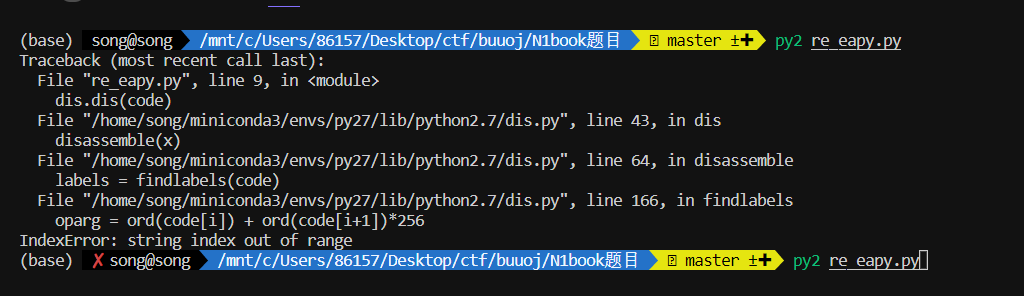 (base) song@song /mnt/c/Users/86157/Desktop/ctf/buuoj/N1book题目 master ±✚ py2 re_eapy.py
Traceback (most recent call last):
  File "re_eapy.py", line 9, in <module>
    dis.dis(code)
  File "/home/song/miniconda3/envs/py27/lib/python2.7/dis.py", line 43, in dis
    disassemble(x)
  File "/home/song/miniconda3/envs/py27/lib/python2.7/dis.py", line 64, in disassemble
    labels = findlabels(code)
  File "/home/song/miniconda3/envs/py27/lib/python2.7/dis.py", line 166, in findlabels
    oparg = ord(code[i]) + ord(code[i+1])*256
IndexError: string index out of range
(base) ✗ song@song /mnt/c/Users/86157/Desktop/ctf/buuoj/N1book题目 master ±✚ py2 re_eapy.py